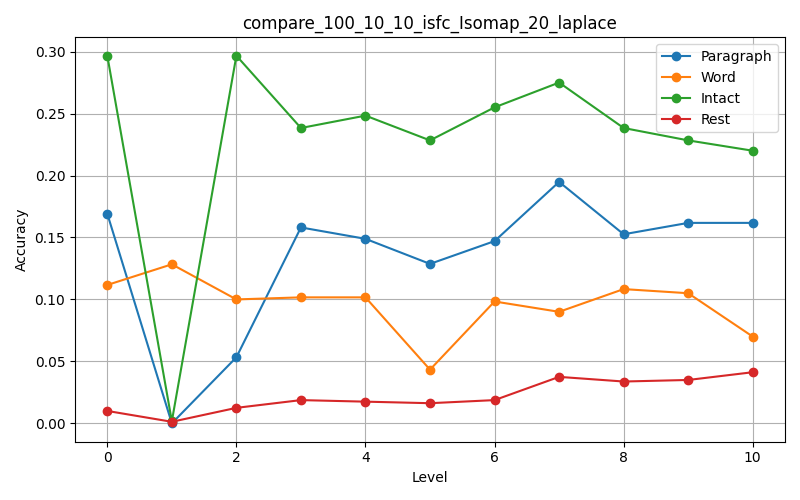 compare_100_10_10_isfc_Isomap_20_laplace
Paragraph
Word
Intact
Rest
Accuracy
0.30
0.25
0.20
0.15
0.10
0.05
0.00
0 2 4 6 8 10
Level